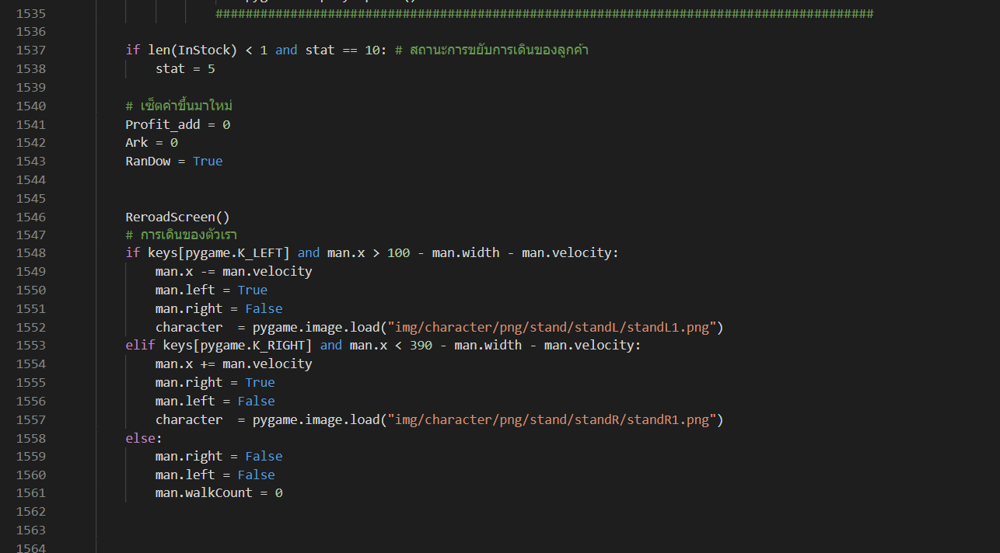 1535 ########################################################################################
1536
1537 if len(InStock) < 1 and stat == 10: # สถานะการขยับการเดินของลูกค้า
1538 stat = 5
1539
1540 # เซ็ตค่าขึ้นมาใหม่
1541 Profit_add = 0
1542 Ark = 0
1543 RanDow = True
1544
1545
1546 ReroadScreen()
1547 # การเดินของตัวเรา
1548 if keys[pygame.K_LEFT] and man.x > 100 - man.width - man.velocity:
1549 man.x -= man.velocity
1550 man.left = True
1551 man.right = False
1552 character  = pygame.image.load("img/character/png/stand/standL/standL1.png")
1553 elif keys[pygame.K_RIGHT] and man.x < 390 - man.width - man.velocity:
1554 man.x += man.velocity
1555 man.right = True
1556 man.left = False
1557 character  = pygame.image.load("img/character/png/stand/standR/standR1.png")
1558 else:
1559 man.right = False
1560 man.left = False
1561 man.walkCount = 0
1562
1563
1564